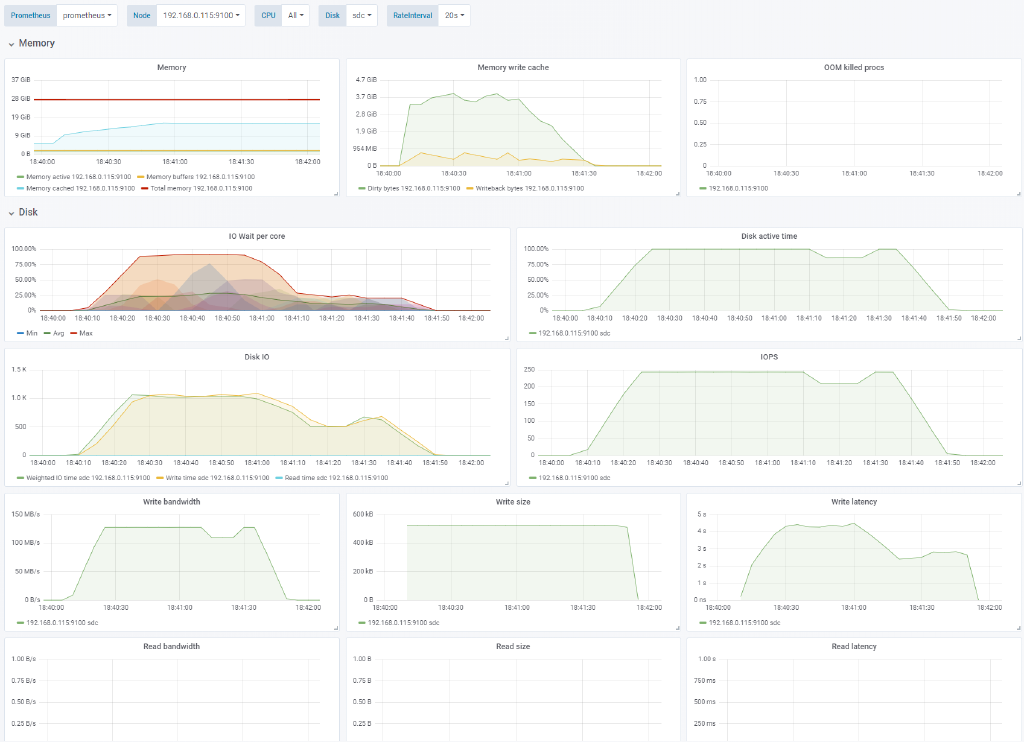 Prometheus prometheus Node 192.168.0.115:9100 CPU All Disk sdc RateInterval 20s
Memory
Memory
37 GiB
28 GiB
19 GiB
9 GiB
0 B
18:40:00 18:40:30 18:41:00 18:41:30 18:42:00
Memory active 192.168.0.115:9100 Memory buffers 192.168.0.115:9100
Memory cached 192.168.0.115:9100 Total memory 192.168.0.115:9100
Memory write cache
4.7 GiB
3.7 GiB
2.8 GiB
1.9 GiB
954 MiB
0 B
18:40:00 18:40:30 18:41:00 18:41:30 18:42:00
Dirty bytes 192.168.0.115:9100 Writeback bytes 192.168.0.115:9100
OOM killed procs
1.00
0.75
0.50
0.25
0
18:40:00 18:40:30 18:41:00 18:41:30 18:42:00
192.168.0.115:9100
Disk
IO Wait per core
100.00%
75.00%
50.00%
25.00%
0%
18:40:00 18:40:10 18:40:20 18:40:30 18:40:40 18:40:50 18:41:00 18:41:10 18:41:20 18:41:30 18:41:40 18:41:50 18:42:00
Min Avg Max
Disk active time
100.00%
75.00%
50.00%
25.00%
0%
18:40:00 18:40:10 18:40:20 18:40:30 18:40:40 18:40:50 18:41:00 18:41:10 18:41:20 18:41:30 18:41:40 18:41:50 18:42:00
192.168.0.115:9100 sdc
Disk IO
1.5 K
1.0 K
500
0
18:40:00 18:40:10 18:40:20 18:40:30 18:40:40 18:40:50 18:41:00 18:41:10 18:41:20 18:41:30 18:41:40 18:41:50 18:42:00
Weighted IO time sdc 192.168.0.115:9100 Write time sdc 192.168.0.115:9100 Read time sdc 192.168.0.115:9100
IOPS
250
200
150
100
50
0
18:40:00 18:40:10 18:40:20 18:40:30 18:40:40 18:40:50 18:41:00 18:41:10 18:41:20 18:41:30 18:41:40 18:41:50 18:42:00
192.168.0.115:9100 sdc
Write bandwidth
150 MB/s
100 MB/s
50 MB/s
0 B/s
18:40:00 18:40:30 18:41:00 18:41:30 18:42:00
192.168.0.115:9100 sdc
Write size
600 kB
400 kB
200 kB
0 B
18:40:00 18:40:30 18:41:00 18:41:30 18:42:00
192.168.0.115:9100 sdc
Write latency
5 s
4 s
3 s
2 s
1 s
0 ns
18:40:00 18:40:30 18:41:00 18:41:30 18:42:00
192.168.0.115:9100 sdc
Read bandwidth
1.00 B/s
0.75 B/s
0.50 B/s
0.25 B/s
Read size
1.00 B
0.75 B
0.50 B
0.25 B
Read latency
1.00 s
750 ms
500 ms
250 ms